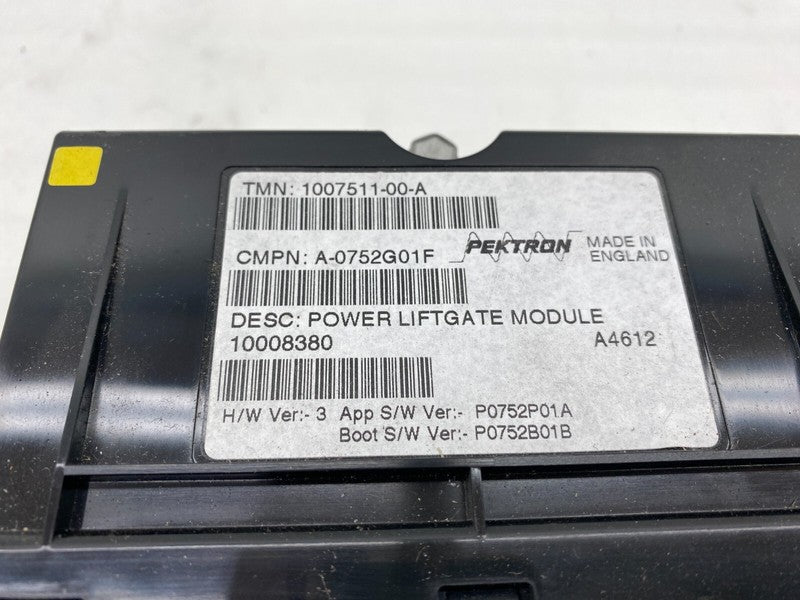 TMN: 1007511-00-A
CMPN: A-0752G01F PEKTRON MADE IN
ENGLAND
DESC: POWER LIFTGATE MODULE
10008380 A4612
H/W Ver:- 3 App S/W Ver:- P0752P01A
Boot S/W Ver:- P0752B01B